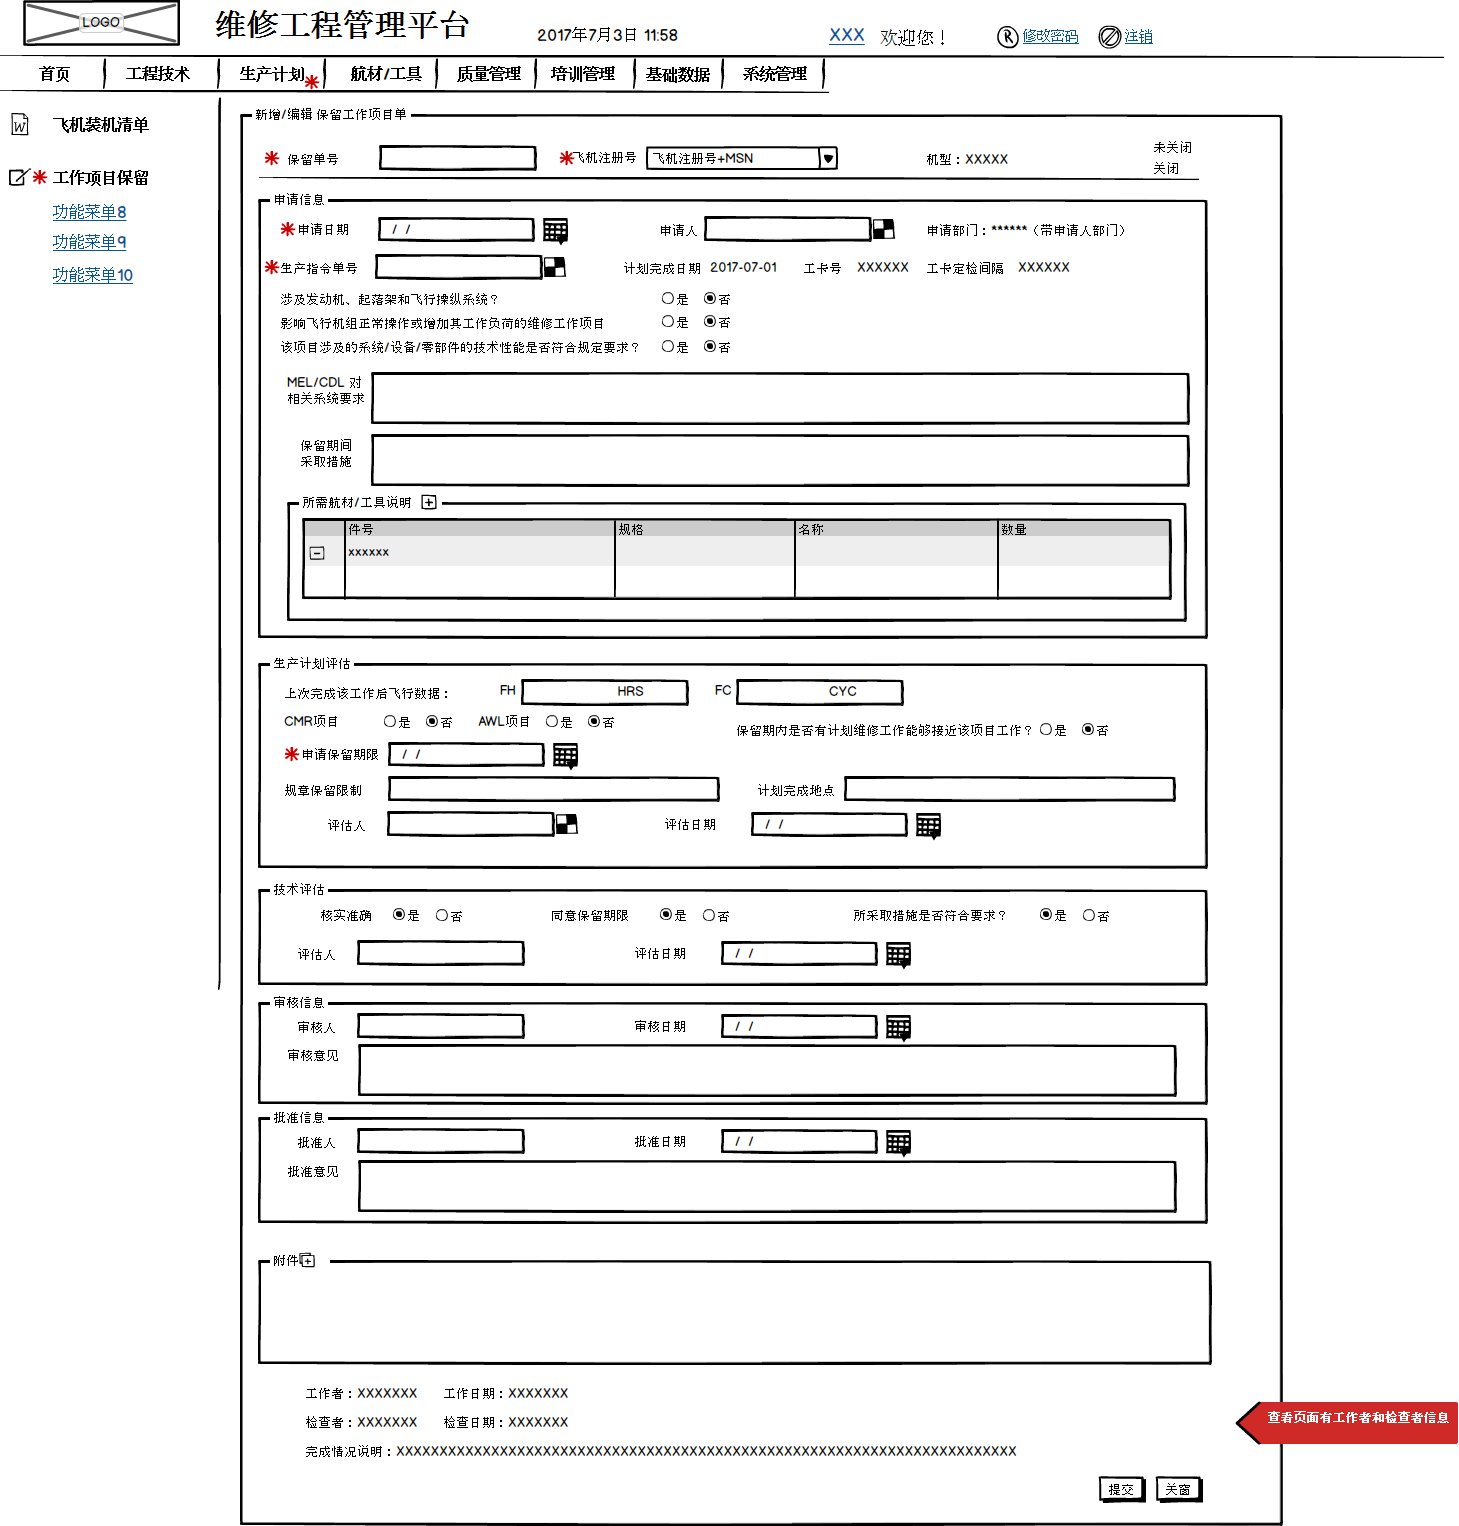 LOGO
维修工程管理平台
2017年7月3日 11:58
XXX 欢迎您！
修改密码
注销
首页 工程技术 生产计划 航材/工具 质量管理 培训管理 基础数据 系统管理
飞机装机清单
工作项目保留
功能菜单8
功能菜单9
功能菜单10
新增/编辑 保留工作项目单
保留单号 飞机注册号 飞机注册号+MSN 机型：XXXXX
未关闭
关闭
申请信息
申请日期 / / 申请人 申请部门：******（带申请人部门）
生产指令单号 计划完成日期 2017-07-01 工卡号 XXXXXX 工卡定检间隔 XXXXXX
涉及发动机、起落架和飞行操纵系统？ 是 否
影响飞行机组正常操作或增加其工作负荷的维修工作项目 是 否
该项目涉及的系统/设备/零部件的技术性能是否符合规定要求？ 是 否
MEL/CDL 对
相关系统要求
保留期间
采取措施
所需航材/工具说明
件号 规格 名称 数量
xxxxxx
生产计划评估
上次完成该工作后飞行数据： FH HRS FC CYC
CMR项目 是 否 AWL项目 是 否 保留期内是否有计划维修工作能够接近该项目工作？ 是 否
申请保留期限 / /
规章保留限制 计划完成地点
评估人 评估日期 / /
技术评估
核实准确 是 否 同意保留期限 是 否 所采取措施是否符合要求？ 是 否
评估人 评估日期 / /
审核信息
审核人 审核日期 / /
审核意见
批准信息
批准人 批准日期 / /
批准意见
附件
工作者：XXXXXXX 工作日期：XXXXXXX
检查者：XXXXXXX 检查日期：XXXXXXX
查看页面有工作者和检查者信息
完成情况说明：XXXXXXXXXXXXXXXXXXXXXXXXXXXXXXXXXXXXXXXXXXXXXXXXXXXXXXXXXXXXXXXXXXXXXXXX
提交 关窗